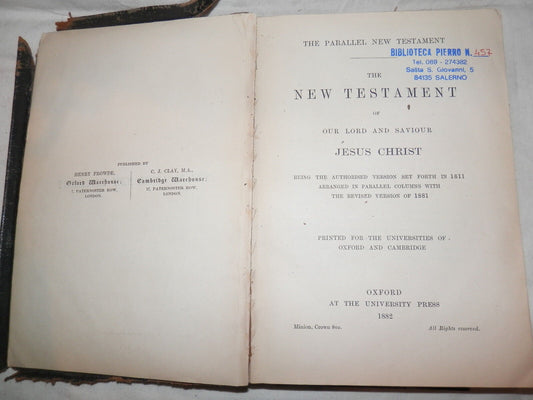 PUBLISHED BY
HENRY FROWDE,
Oxford Warehouse:
7, PATERNOSTER ROW,
LONDON.
C. J. CLAY, M.A.,
Cambridge Warehouse:
17, PATERNOSTER ROW,
LONDON.
THE PARALLEL NEW TESTAMENT
BIBLIOTECA PIERRO N. 457
Tel. 089 - 274382
Salita S. Giovanni, 5
84135 SALERNO
THE
NEW TESTAMENT
OF
OUR LORD AND SAVIOUR
JESUS CHRIST
BEING THE AUTHORISED VERSION SET FORTH IN 1611
ARRANGED IN PARALLEL COLUMNS WITH
THE REVISED VERSION OF 1881
PRINTED FOR THE UNIVERSITIES OF
OXFORD AND CAMBRIDGE
OXFORD
AT THE UNIVERSITY PRESS
1882
Minion, Crown 8vo. All Rights reserved.